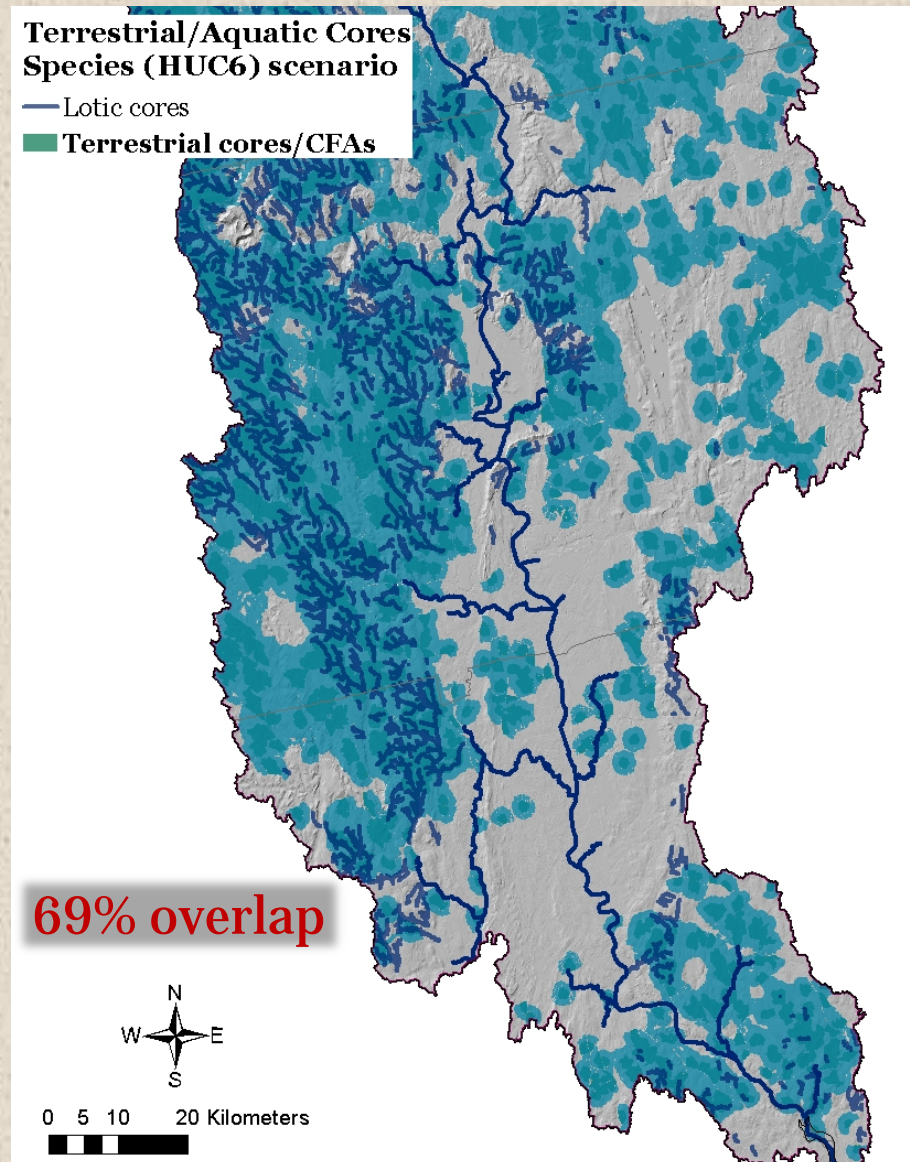 Terrestrial/Aquatic Cores
Species (HUC6) scenario
Lotic cores
Terrestrial cores/CFAs
69% overlap
N
W E
S
0 5 10 20 Kilometers